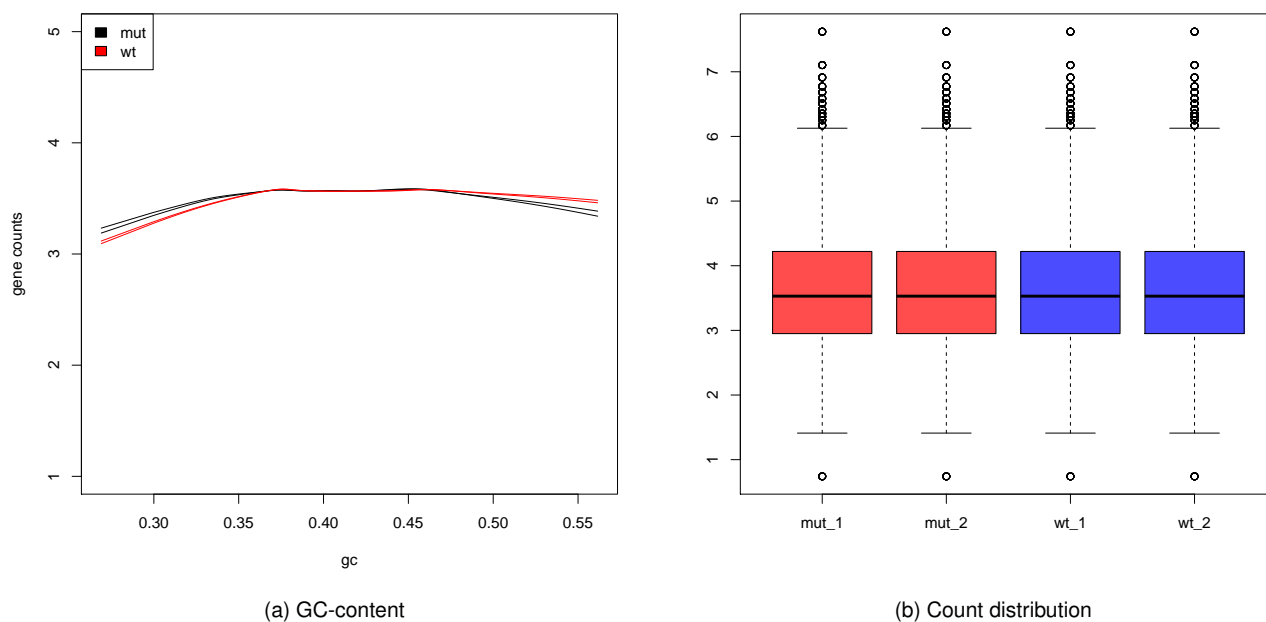 mut
wt
gene counts
5
4
3
2
1
0.30 0.35 0.40 0.45 0.50 0.55
gc
(a) GC-content
7
6
5
4
3
2
1
mut_1 mut_2 wt_1 wt_2
(b) Count distribution